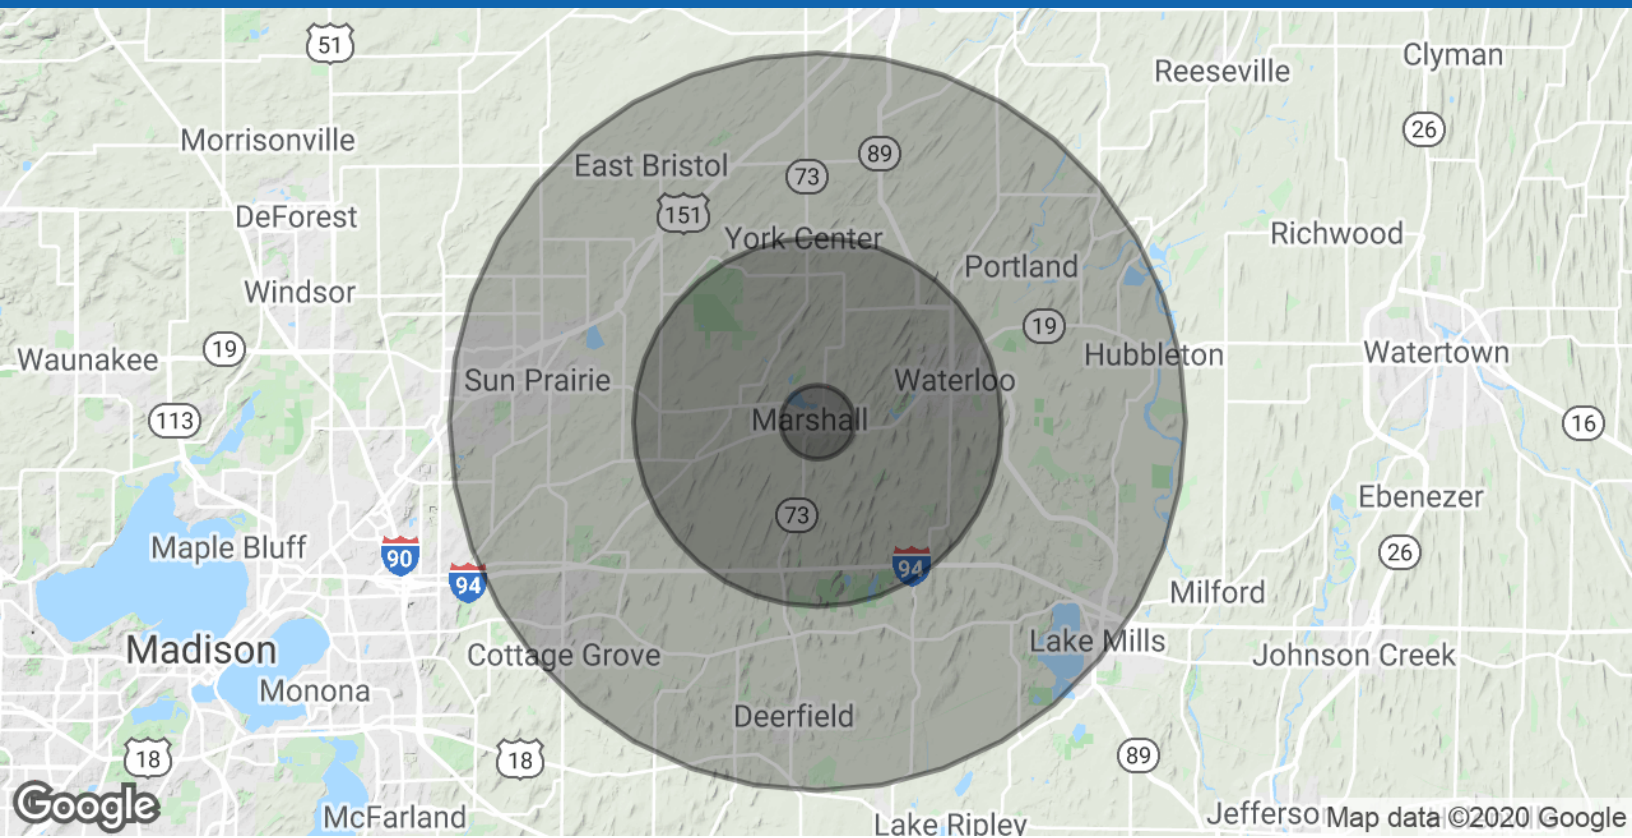 51
Clyman
Reeseville
26
Morrisonville
89
East Bristol
73
DeForest
151
Richwood
York Center
Portland
Windsor
19
19
Waunakee
Hubbleton
Watertown
Sun Prairie
Waterloo
113
Marshall
16
Ebenezer
73
Maple Bluff
90
26
94
94
Milford
Madison
Cottage Grove
Lake Mills
Johnson Creek
Monona
Deerfield
18
18
89
Google
McFarland
Lake Ripley
Jefferso
Map data ©2020 Google